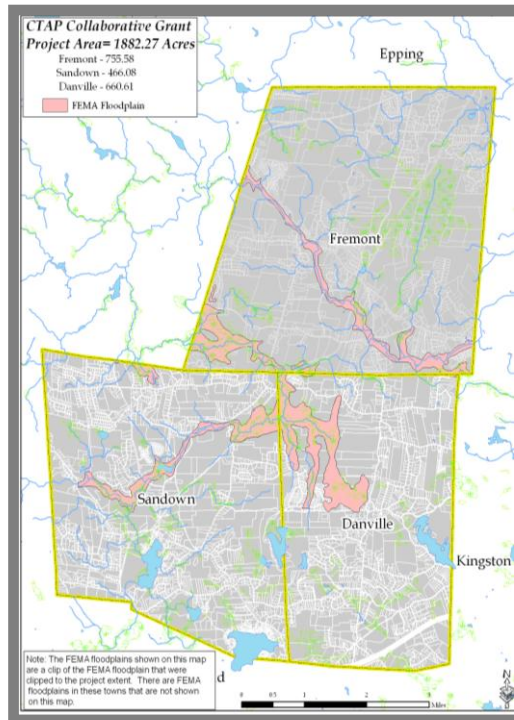 CTAP Collaborative Grant
Project Area= 1882.27 Acres
Fremont - 755.58
Sandown - 466.08
Danville - 660.61
FEMA Floodplain
Epping
Fremont
Sandown
Danville
Kingston
d
Note: The FEMA floodplains shown on this map
are a clip of the FEMA floodplain that were
clipped to the project extent. There are FEMA
floodplains in these towns that are not shown
on this map.
N
0 0.5 1 2 3
Miles